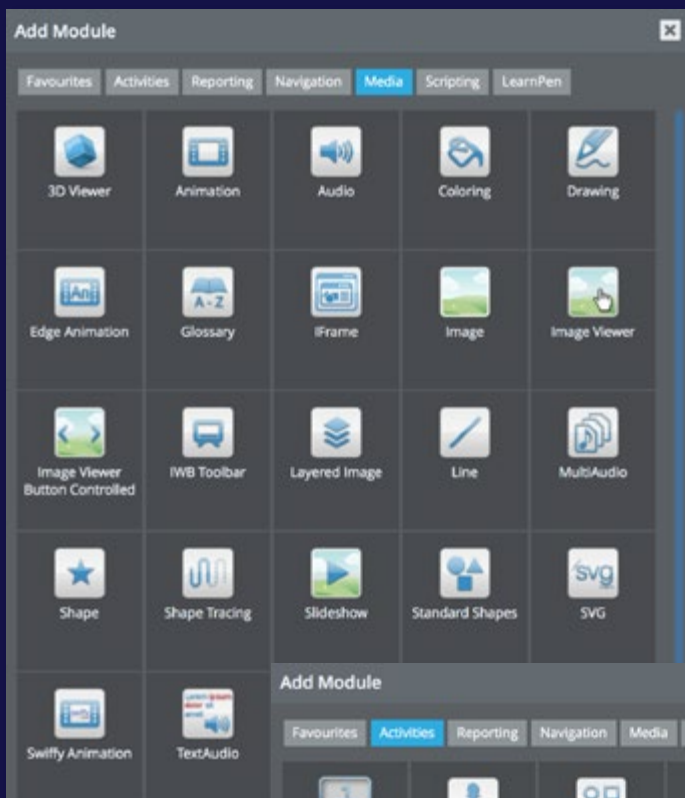 Add Module
Favourites Activities Reporting Navigation Media Scripting LearnPen
3D Viewer Animation Audio Coloring Drawing
An A - Z
Edge Animation Glossary IFrame Image Image Viewer
Image Viewer
Button Controlled IWB Toolbar Layered Image Line MultiAudio
svg
Shape Shape Tracing Slideshow Standard Shapes SVG
Add Module
Favourites Activities Reporting Navigation Media
Swiffy Animation TextAudio